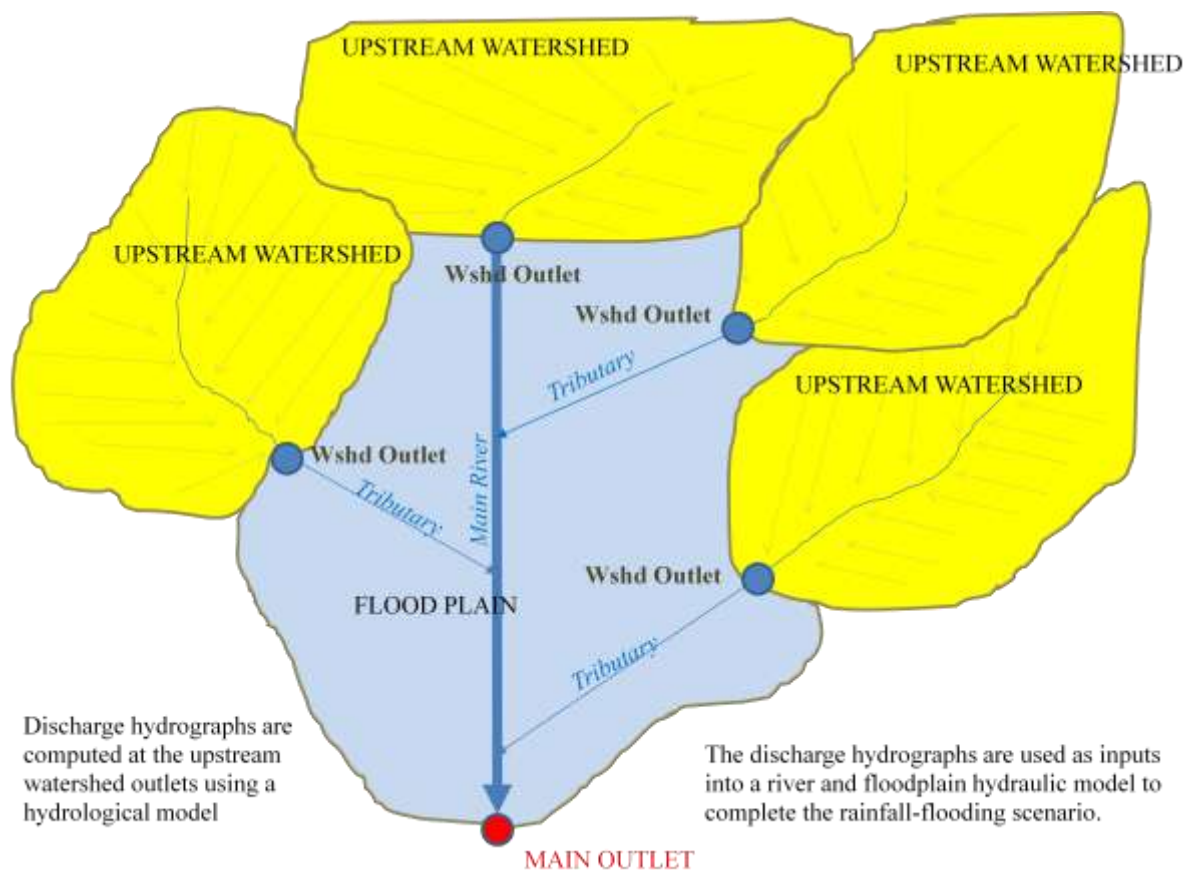 UPSTREAM WATERSHED
UPSTREAM WATERSHED
UPSTREAM WATERSHED
Wshd Outlet
Wshd Outlet
Tributary
UPSTREAM WATERSHED
Wshd Outlet
Main River
Tributary
Wshd Outlet
FLOOD PLAIN
Tributary
Discharge hydrographs are
computed at the upstream
watershed outlets using a
hydrological model
The discharge hydrographs are used as inputs
into a river and floodplain hydraulic model to
complete the rainfall-flooding scenario.
MAIN OUTLET